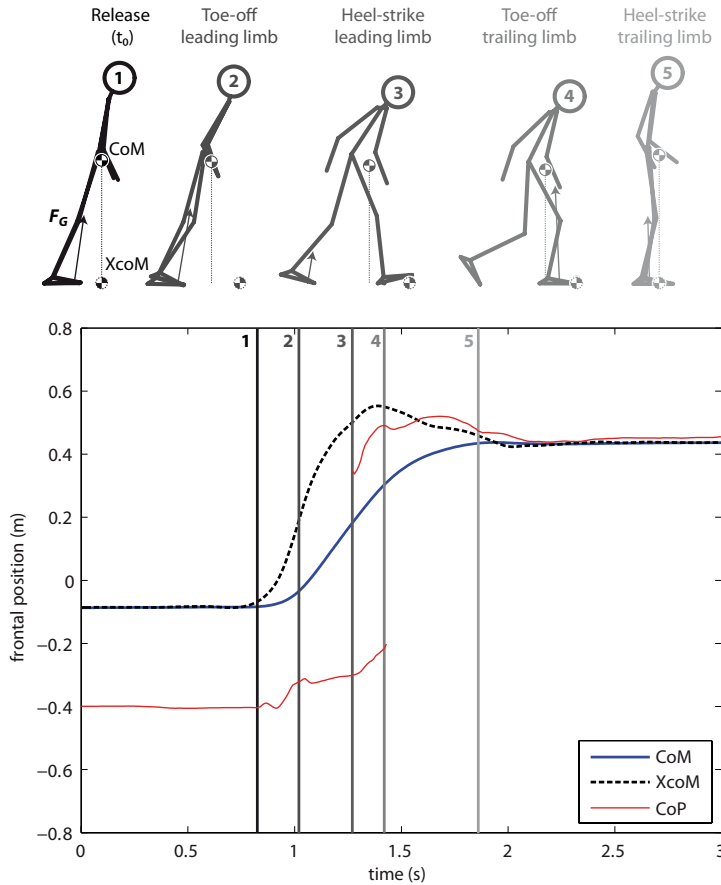 Release
(t0)
Toe-off
leading limb
Heel-strike
leading limb
Toe-off
trailing limb
Heel-strike
trailing limb
1
2
3
4
5
CoM
FG
XcoM
0.8
0.6
0.4
0.2
0
−0.2
−0.4
−0.6
−0.8
frontal position (m)
1
2
3
4
5
CoM
XcoM
CoP
0
0.5
1
1.5
2
2.5
3
time (s)